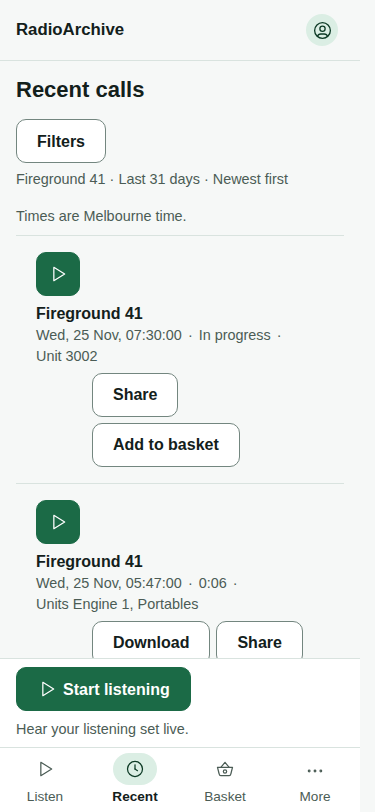 RadioArchive
Recent calls
Filters
Fireground 41 · Last 31 days · Newest first
Times are Melbourne time.
Fireground 41
Wed, 25 Nov, 07:30:00 · In progress ·
Unit 3002
Share
Add to basket
Fireground 41
Wed, 25 Nov, 05:47:00 · 0:06 ·
Units Engine 1, Portables
Download Share
Start listening
Hear your listening set live.
Listen Recent Basket More